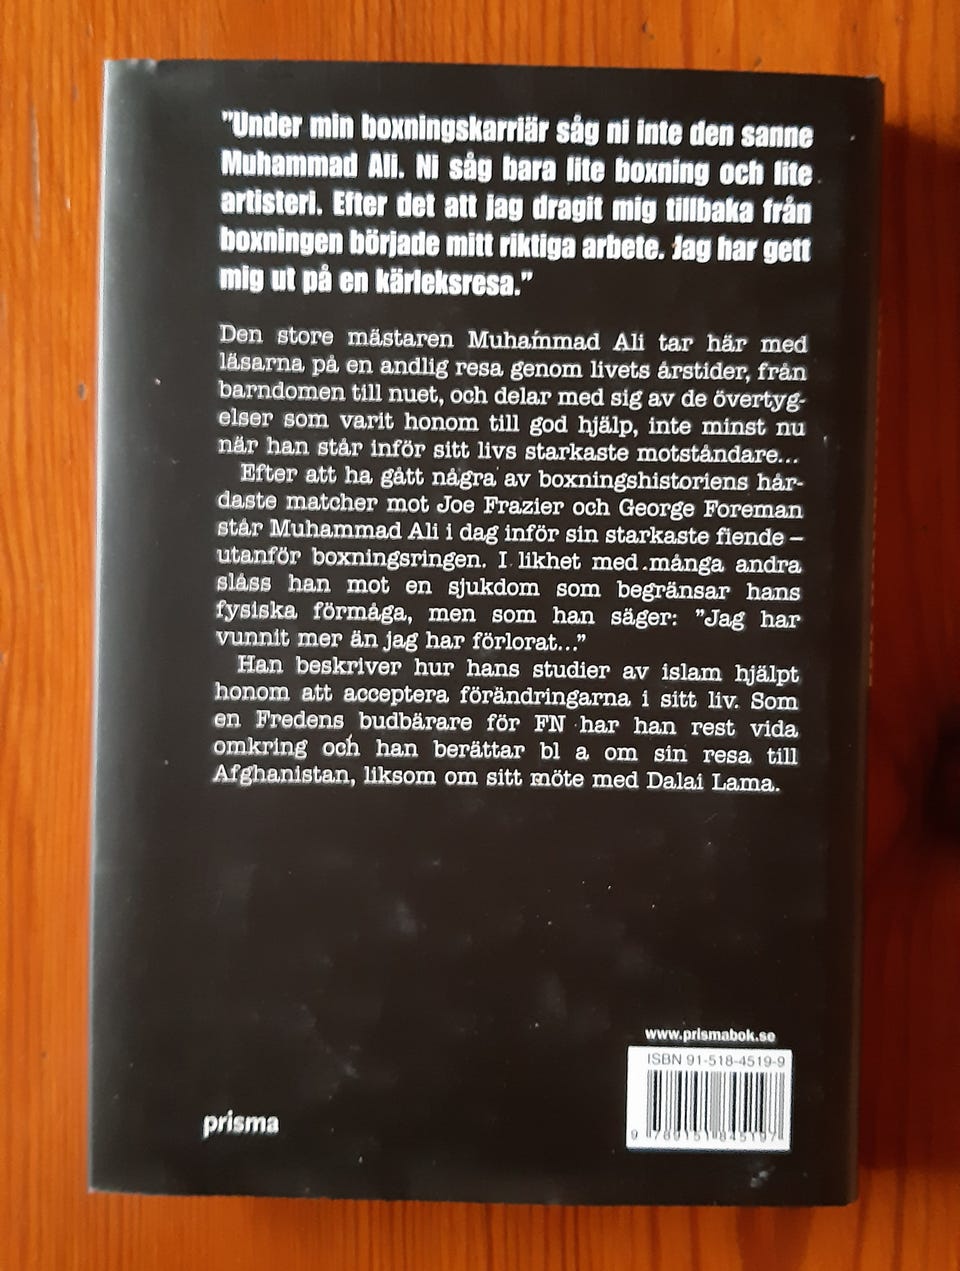 "Under min boxningskarriär såg ni inte den sanne
Muhammad Ali. Ni såg bara lite boxning och lite
artisteri. Efter det att jag dragit mig tillbaka från
boxningen började mitt riktiga arbete. Jag har gett
mig ut på en kärleksresa."
Den store mästaren Muhammad Ali tar här med
läsarna på en andlig resa genom livets årstider, från
barndomen till nuet, och delar med sig av de övertyg-
elser som varit honom till god hjälp, inte minst nu
när han står inför sitt livs starkaste motståndare...
Efter att ha gått några av boxningshistoriens hår-
daste matcher mot Joe Frazier och George Foreman
står Muhammad Ali i dag inför sin starkaste fiende –
utanför boxningsringen. I likhet med många andra
slåss han mot en sjukdom som begränsar hans
fysiska förmåga, men som han säger: "Jag har
vunnit mer än jag har förlorat..."
Han beskriver hur hans studier av islam hjälpt
honom att acceptera förändringarna i sitt liv. Som
en Fredens budbärare för FN har han rest vida
omkring och han berättar bl a om sin resa till
Afghanistan, liksom om sitt möte med Dalai Lama.
www.prismabok.se
ISBN 91-518-4519-9
9 789151 845197
prisma